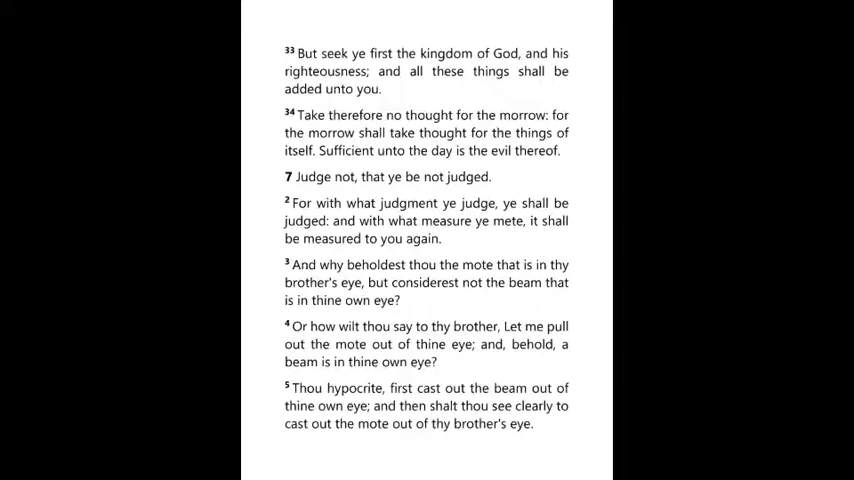 33 But seek ye first the kingdom of God, and his
righteousness; and all these things shall be
added unto you.
34 Take therefore no thought for the morrow: for
the morrow shall take thought for the things of
itself. Sufficient unto the day is the evil thereof.
7 Judge not, that ye be not judged.
2 For with what judgment ye judge, ye shall be
judged: and with what measure ye mete, it shall
be measured to you again.
3 And why beholdest thou the mote that is in thy
brother's eye, but considerest not the beam that
is in thine own eye?
4 Or how wilt thou say to thy brother, Let me pull
out the mote out of thine eye; and, behold, a
beam is in thine own eye?
5 Thou hypocrite, first cast out the beam out of
thine own eye; and then shalt thou see clearly to
cast out the mote out of thy brother's eye.